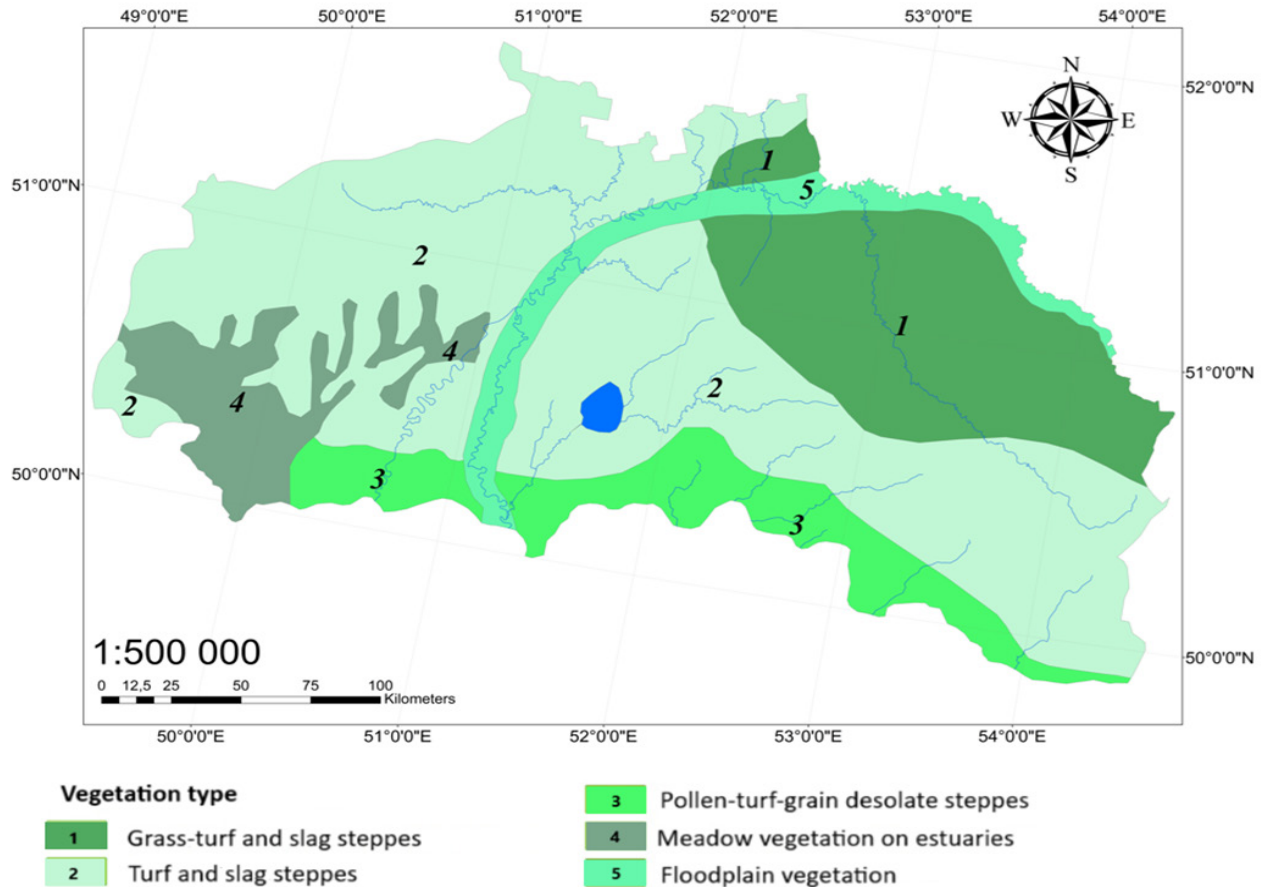 49°0'0"E 50°0'0"E 51°0'0"E 52°0'0"E 53°0'0"E 54°0'0"E
N
W E
S
52°0'0"N
1
51°0'0"N
5
2
1
4
51°0'0"N
2
2
4
50°0'0"N
3
3
1:500 000
50°0'0"N
0 12,5 25 50 75 100
Kilometers
50°0'0"E 51°0'0"E 52°0'0"E 53°0'0"E 54°0'0"E
Vegetation type
1 Grass-turf and slag steppes
2 Turf and slag steppes
3 Pollen-turf-grain desolate steppes
4 Meadow vegetation on estuaries
5 Floodplain vegetation